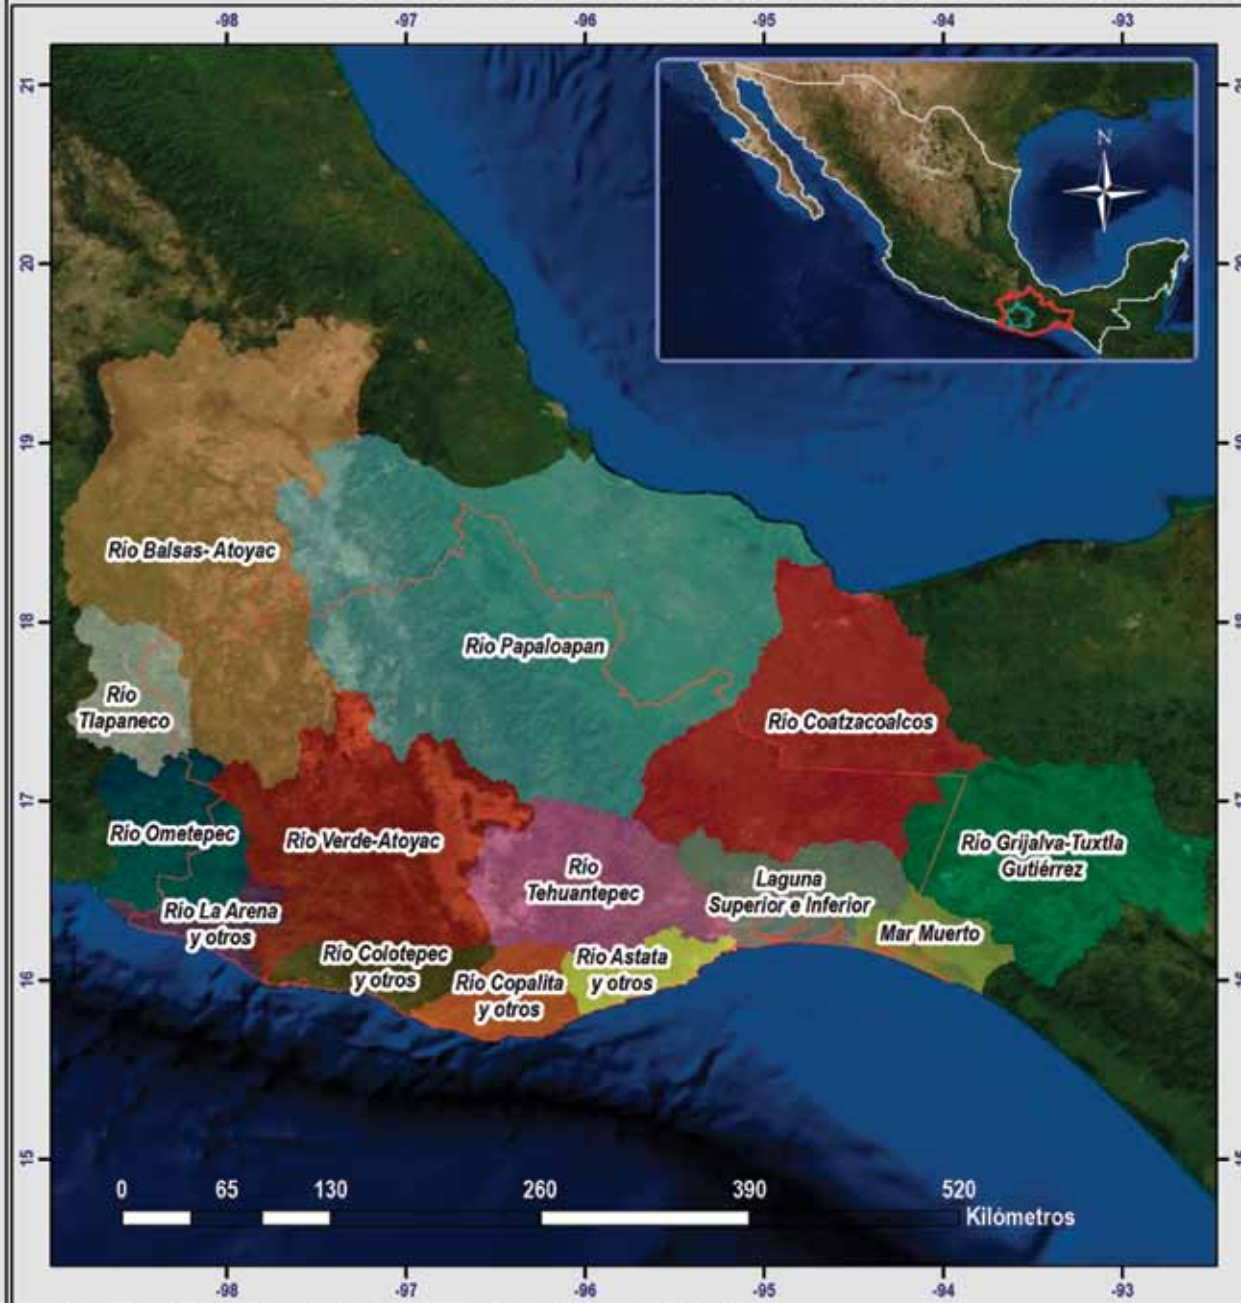 -98 -97 -96 -95 -94 -93
21
20
19
18
17
16
15
N
Río Balsas- Atoyac
Río Papaloapan
Río
Tlapaneco
Río Coatzacoalcos
Río Ometepec
Río Verde-Atoyac
Río Grijalva-Tuxtla
Gutiérrez
Río
Tehuantepec
Laguna
Superior e Inferior
Río La Arena
y otros
Mar Muerto
Río Colotepec
y otros
Río Astata
y otros
Río Copalita
y otros
0 65 130 260 390 520
Kilómetros
-98 -97 -96 -95 -94 -93